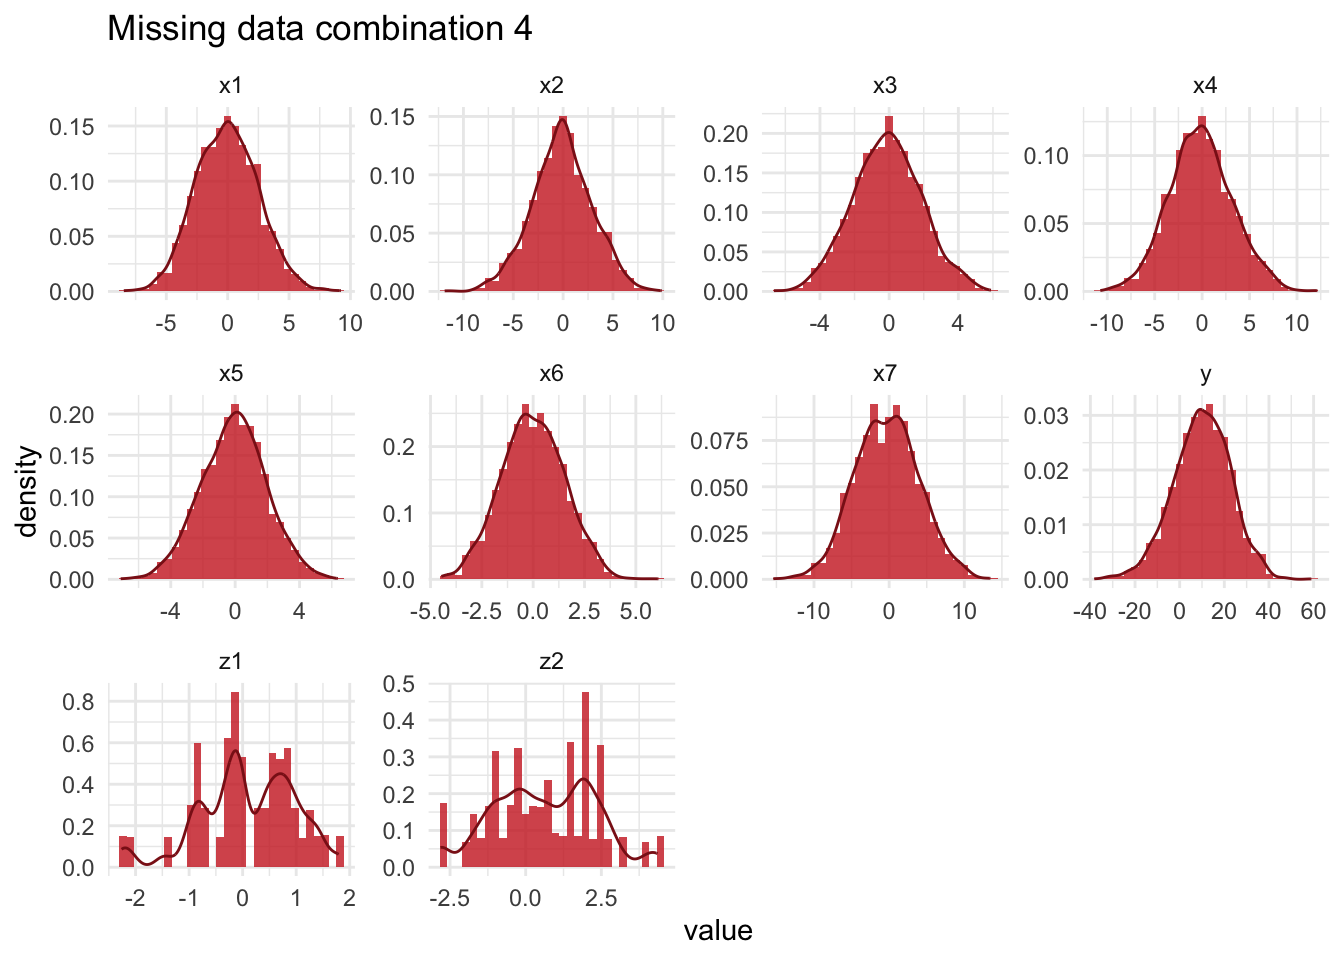 Missing data combination 4
x1 x2 x3 x4
0.15 0.10 0.05 0.00
-5 0 5 10
0.15 0.10 0.05 0.00
-10 -5 0 5 10
0.20 0.15 0.10 0.05 0.00
-4 0 4
0.10 0.05 0.00
-10 -5 0 5 10
x5 x6 x7 y
0.20 0.15 0.10 0.05 0.00
-4 0 4
0.2 0.1 0.0
-5.0 -2.5 0.0 2.5 5.0
0.075 0.050 0.025 0.000
-10 0 10
0.03 0.02 0.01 0.00
-40 -20 0 20 40 60
z1 z2
0.8 0.6 0.4 0.2 0.0
-2 -1 0 1 2
0.5 0.4 0.3 0.2 0.1 0.0
-2.5 0.0 2.5
density
value